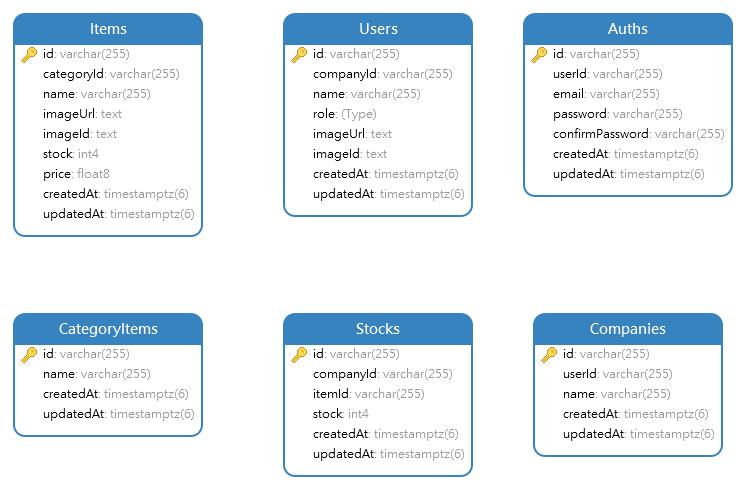 Items
id: varchar(255)
categoryId: varchar(255)
name: varchar(255)
imageUrl: text
imageId: text
stock: int4
price: float8
createdAt: timestamptz(6)
updatedAt: timestamptz(6)
Users
id: varchar(255)
companyId: varchar(255)
name: varchar(255)
role: (Type)
imageUrl: text
imageId: text
createdAt: timestamptz(6)
updatedAt: timestamptz(6)
Auths
id: varchar(255)
userId: varchar(255)
email: varchar(255)
password: varchar(255)
confirmPassword: varchar(255)
createdAt: timestamptz(6)
updatedAt: timestamptz(6)
CategoryItems
id: varchar(255)
name: varchar(255)
createdAt: timestamptz(6)
updatedAt: timestamptz(6)
Stocks
id: varchar(255)
companyId: varchar(255)
itemId: varchar(255)
stock: int4
createdAt: timestamptz(6)
updatedAt: timestamptz(6)
Companies
id: varchar(255)
userId: varchar(255)
name: varchar(255)
createdAt: timestamptz(6)
updatedAt: timestamptz(6)